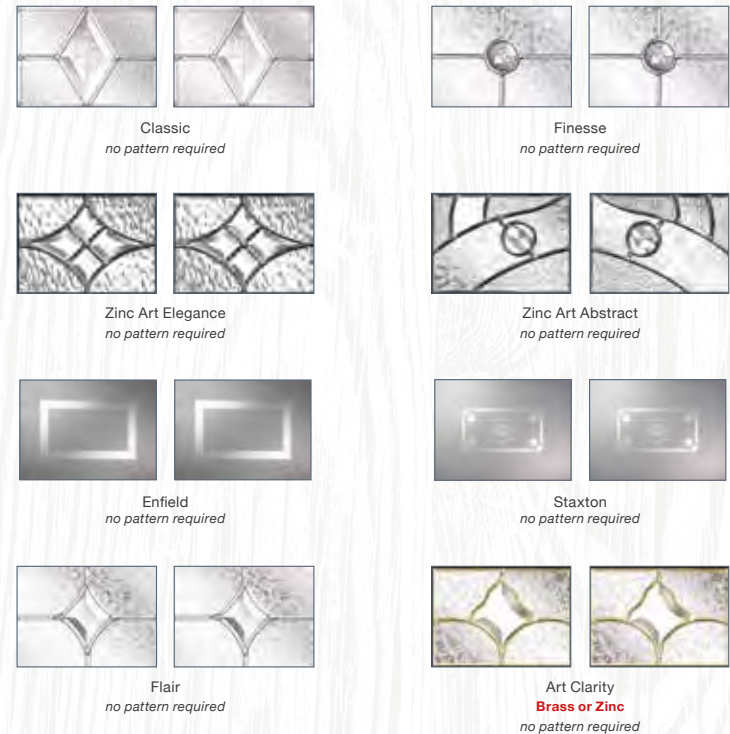 Classic
no pattern required
Finesse
no pattern required
Zinc Art Elegance
no pattern required
Zinc Art Abstract
no pattern required
Enfield
no pattern required
Staxton
no pattern required
Flair
no pattern required
Art Clarity
Brass or Zinc
no pattern required